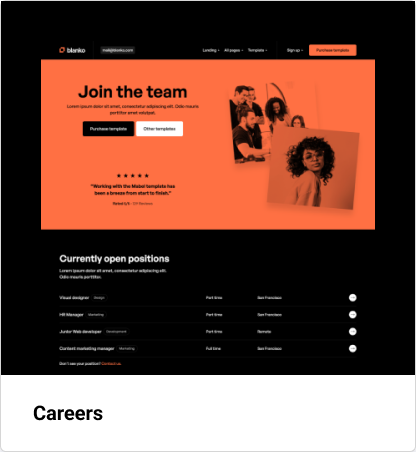 blanko mail@blanko.com Landing All pages Template Sign up Purchase template
Join the team
Lorem ipsum dolor sit amet, consectetur adipiscing elit. Odio mauris
porttitor amet volutpat.
Purchase template Other templates
★ ★ ★ ★ ★
"Working with the Mabel template has
been a breeze from start to finish."
Currently open positions
Lorem ipsum dolor sit amet, consectetur adipiscing elit.
Odio mauris porttitor.
Visual designer Design Part time San Francisco
HR Manager Marketing Part time San Francisco
Junior Web developer Development Part time Remote
Content marketing manager Marketing Full time San Francisco
Don't see your position? Contact us
Careers